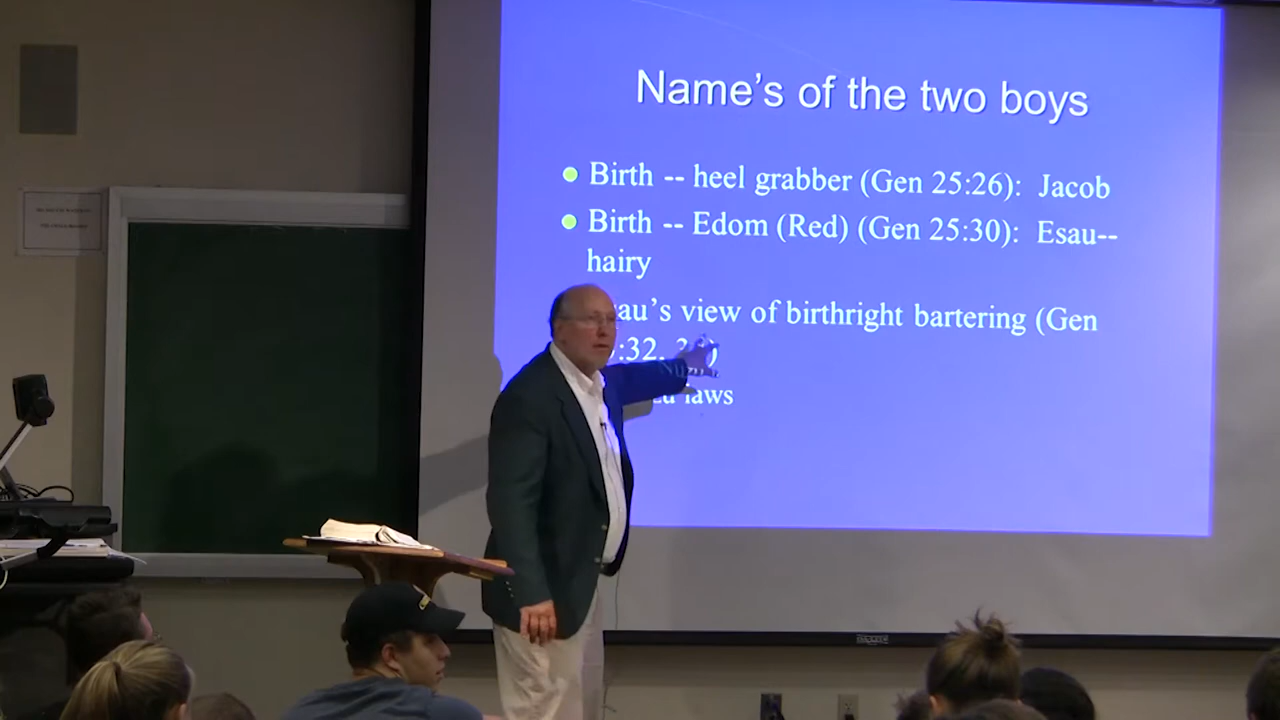 Name's of the two boys
Birth -- heel grabber (Gen 25:26): Jacob
Birth -- Edom (Red) (Gen 25:30): Esau--
hairy
view of birthright bartering (Gen
laws